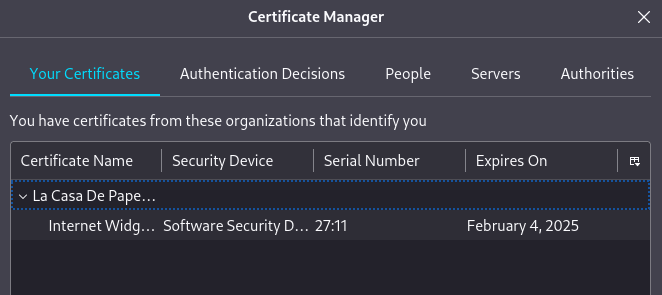 Certificate Manager
Your Certificates Authentication Decisions People Servers Authorities
You have certificates from these organizations that identify you
Certificate Name Security Device Serial Number Expires On
La Casa De Pape…
Internet Widg… Software Security D… 27:11 February 4, 2025